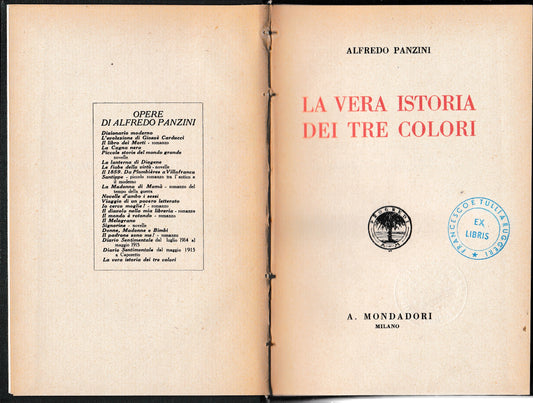 OPERE
DI ALFREDO PANZINI
Dizionario moderno
L'evoluzione di Giosuè Carducci
Il libro dei Morti - romanzo
La Cagna nera
Piccole storie del mondo grande
novelle
La lanterna di Diogene
Le fiabe della virtù - novelle
Il 1859. Da Plombières a Villafranca
Santippe - piccolo romanzo tra l'antico e
il moderno
La Madonna di Mamà - romanzo del
tempo della guerra
Novelle d'ambo i sessi
Viaggio di un povero letterato
Io cerco moglie! - romanzo
Il diavolo nella mia libreria - romanzo
Il mondo è rotondo - romanzo
Il Melograno
Signorine - novelle
Donne, Madonne e Bimbi
Il padrone sono me! - romanzo
Diario Sentimentale dal luglio 1914 al
maggio 1915
Diario Sentimentale dal maggio 1915
a Caporetto
La vera istoria dei tre colori
ALFREDO PANZINI
LA VERA ISTORIA
DEI TRE COLORI
FRANCESCO E TULLIA RUGGERI
EX
LIBRIS
A. MONDADORI
MILANO